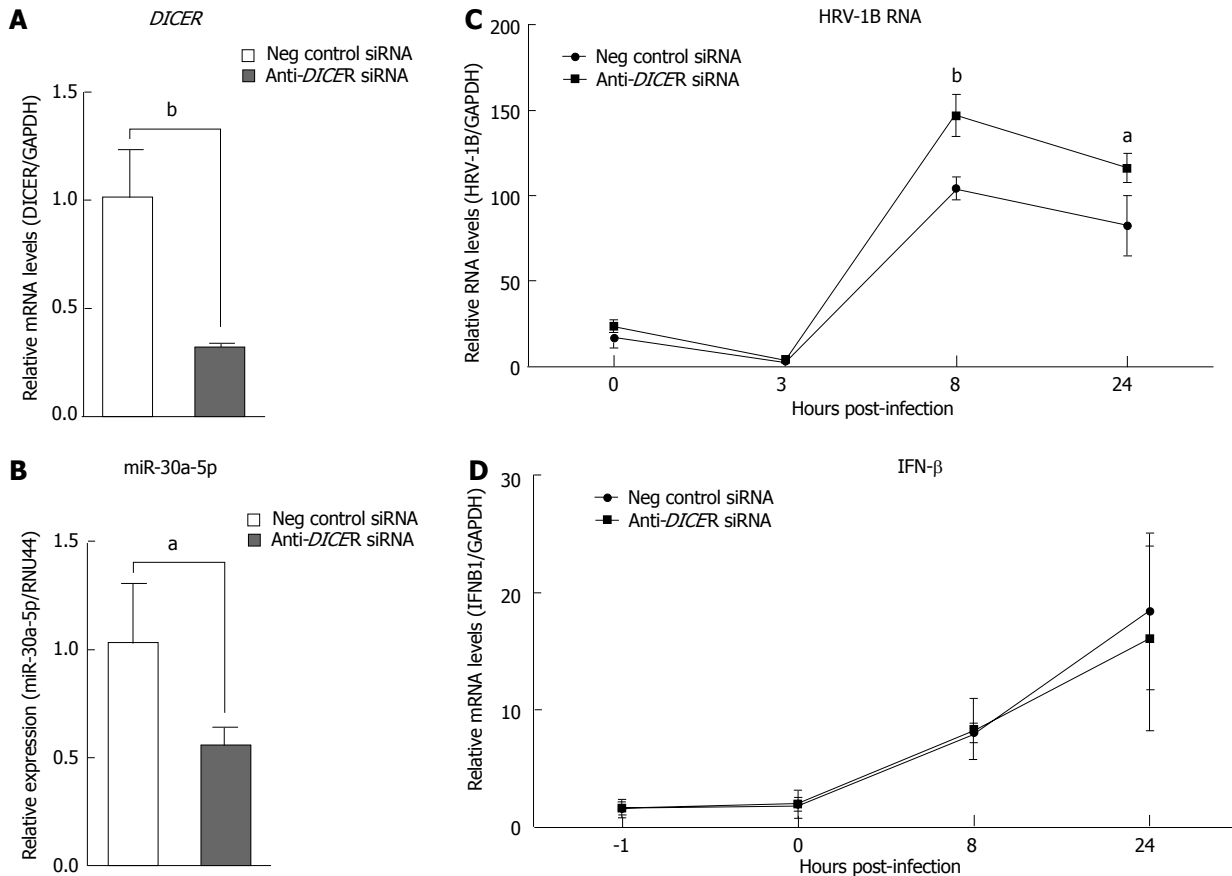 A
DICER
Neg control siRNA
Anti-DICER siRNA
Relative mRNA levels (DICER/GAPDH)
1.5
1.0
0.5
0.0
b
B
miR-30a-5p
Neg control siRNA
Anti-DICER siRNA
Relative expression (miR-30a-5p/RNU44)
1.5
1.0
0.5
0.0
a
C
HRV-1B RNA
Neg control siRNA
Anti-DICER siRNA
Relative RNA levels (HRV-1B/GAPDH)
200
150
100
50
0
b
a
0 3 8 24
Hours post-infection
D
IFN-β
Neg control siRNA
Anti-DICER siRNA
Relative mRNA levels (IFNB1/GAPDH)
30
20
10
0
-1 0 8 24
Hours post-infection